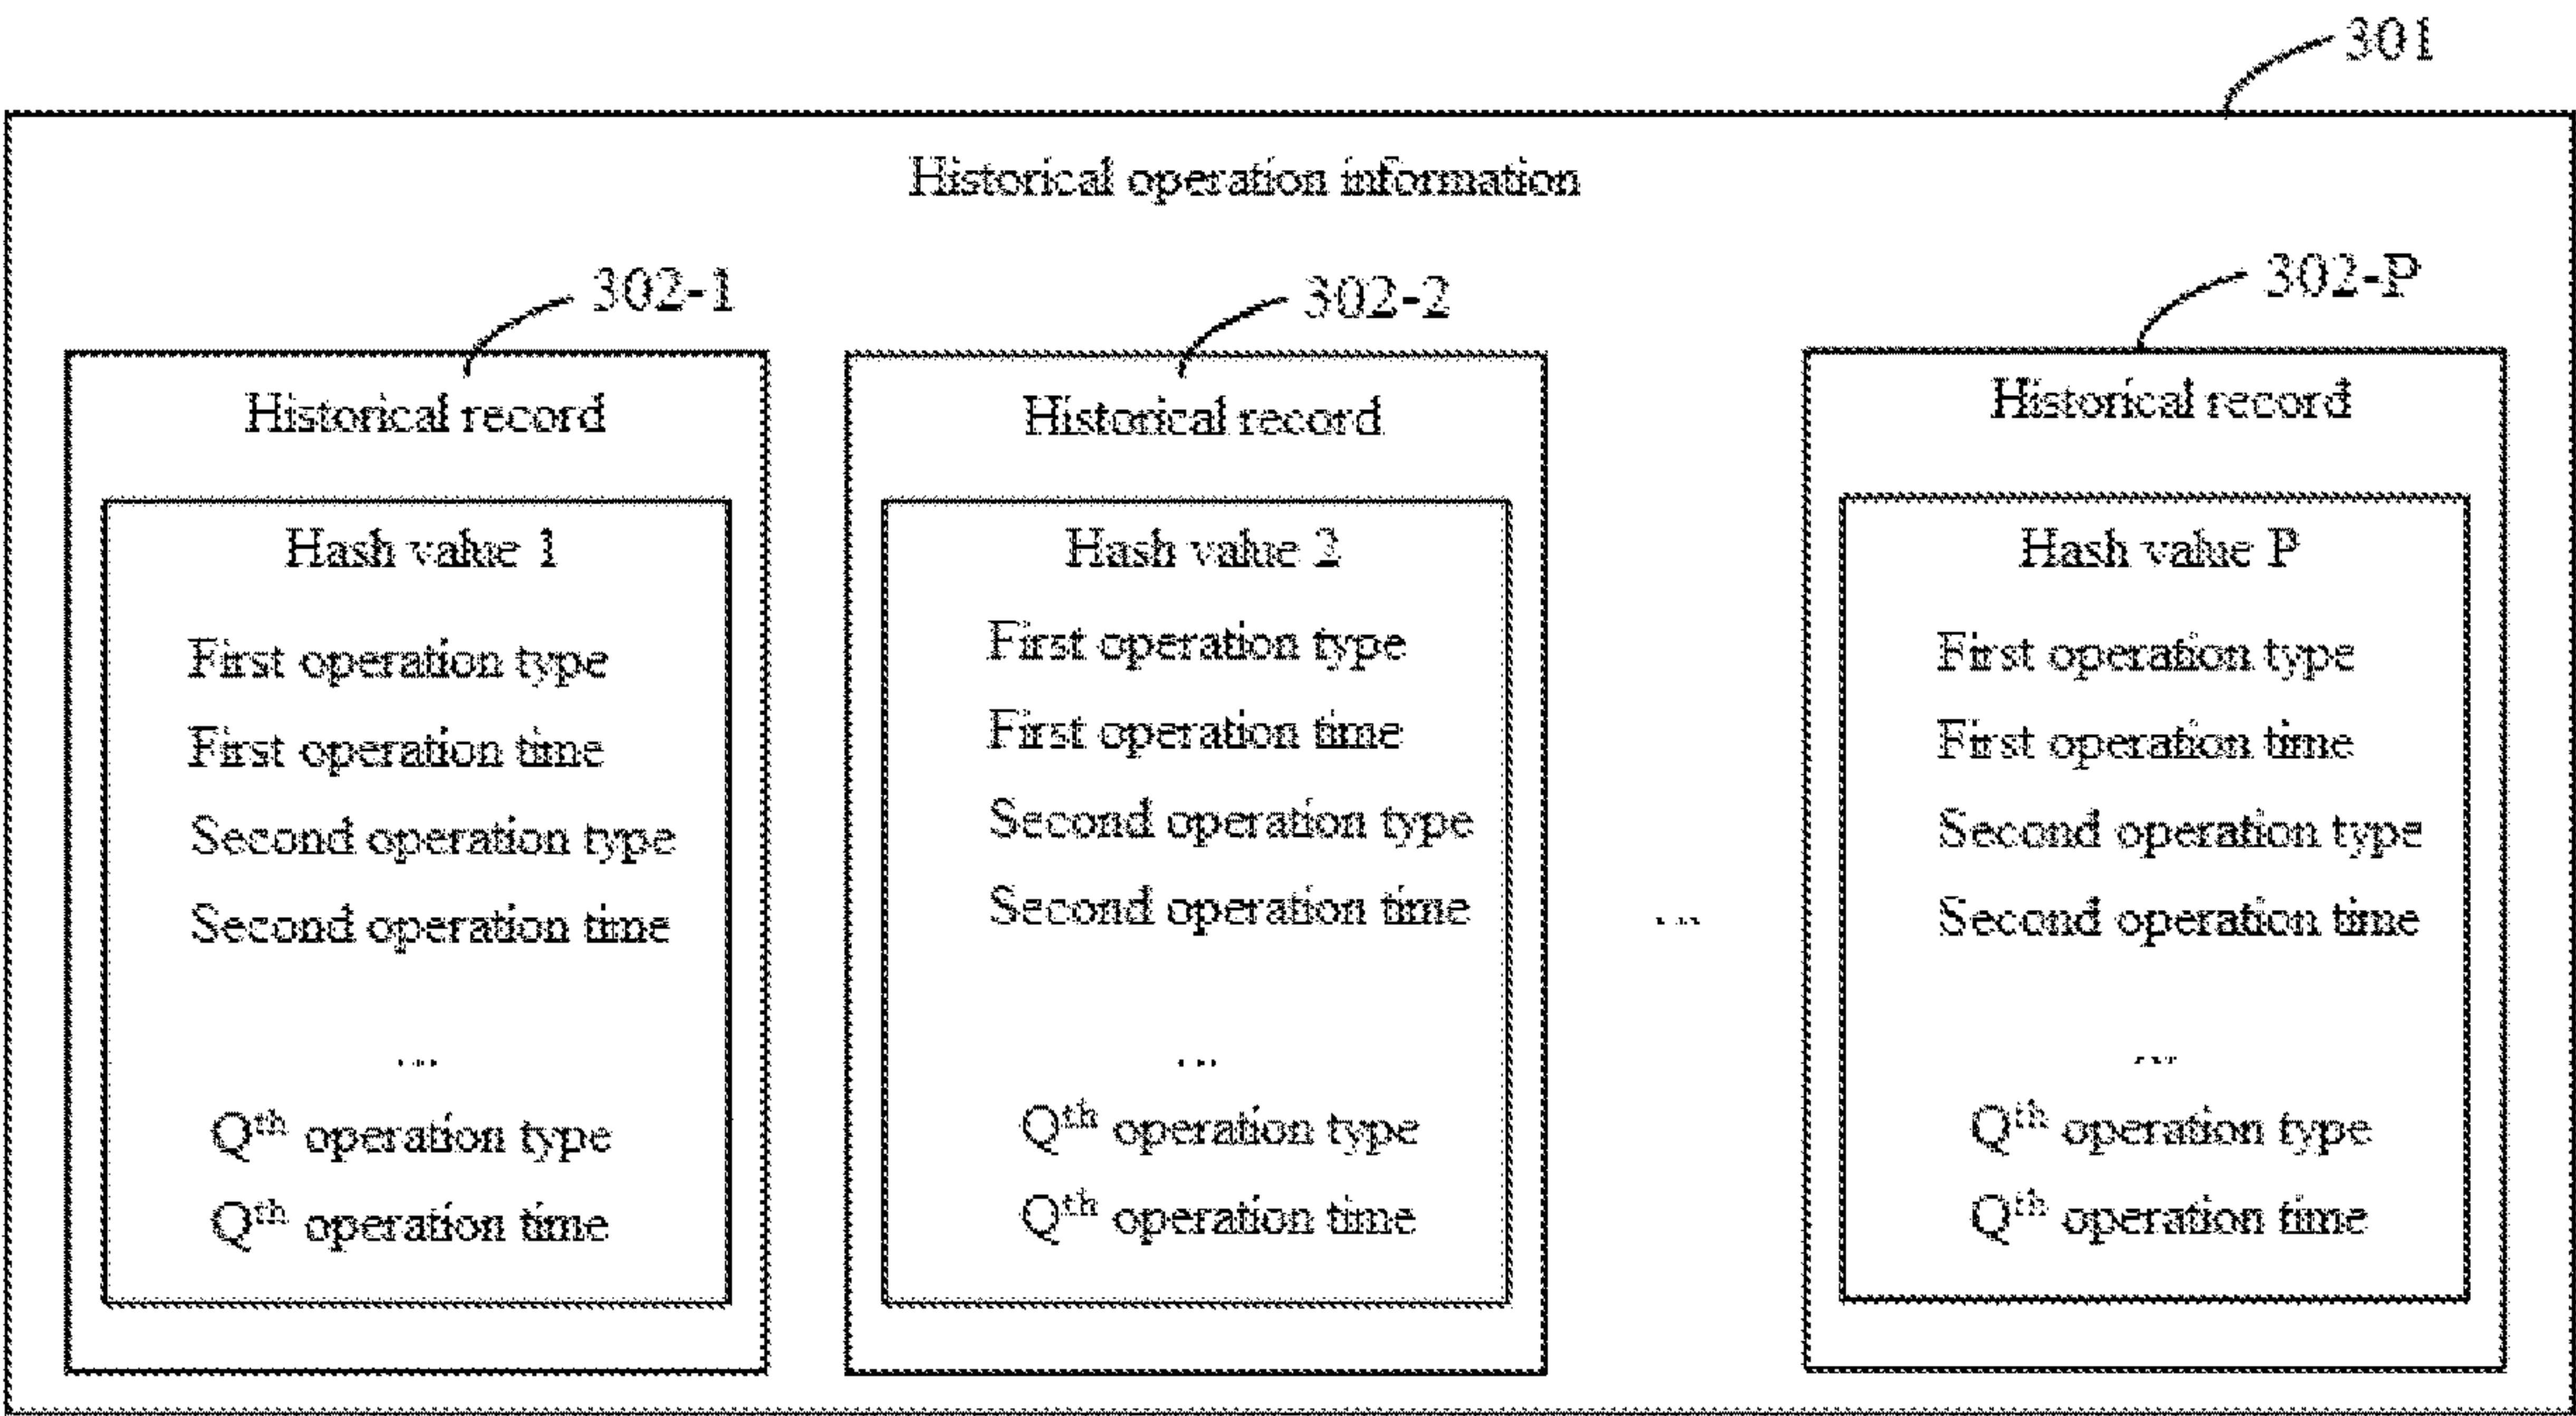 301
Historical operation information
302-1
302-2
302-P
Historical record
Hash value 1
First operation type
First operation time
Second operation type
Second operation time
...
Qth operation type
Qth operation time
Historical record
Hash value 2
First operation type
First operation time
Second operation type
Second operation time
...
Qth operation type
Qth operation time
...
Historical record
Hash value P
First operation type
First operation time
Second operation type
Second operation time
...
Qth operation type
Qth operation time